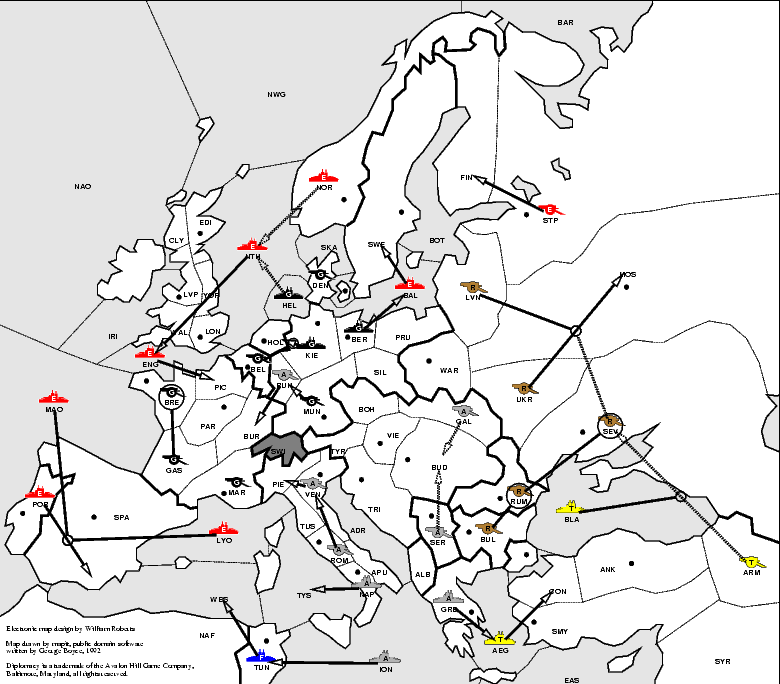 BAR
NWG
NAO
FIN
NOR
STP
EDI
CLY
SKA
SWE
BOT
NTH
MOS
DEN
BAL
LVN
LVP
YOR
HEL
IRI
WAL
LON
HOL
BER
PRU
KIE
ENG
BEL
WAR
PIC
RUH
SIL
UKR
BRE
MUN
MAO
BOH
GAL
PAR
BUR
VIE
SEV
SWI
TYR
BUD
GAS
PIE
VEN
MAR
RUM
POR
SPA
TUS
TRI
BLA
ADR
SER
BUL
LYO
ROM
ANK
ARM
APU
ALB
TYS
NAP
CON
WES
GRE
NAF
SMY
AEG
TUN
ION
SYR
EAS
Electronic map design by William Roberts
Map drawn by mapit, public domain software
written by George Boyce, 1992
Diplomacy is a trademark of the Avalon Hill Game Company,
Baltimore, Maryland, all rights reserved.